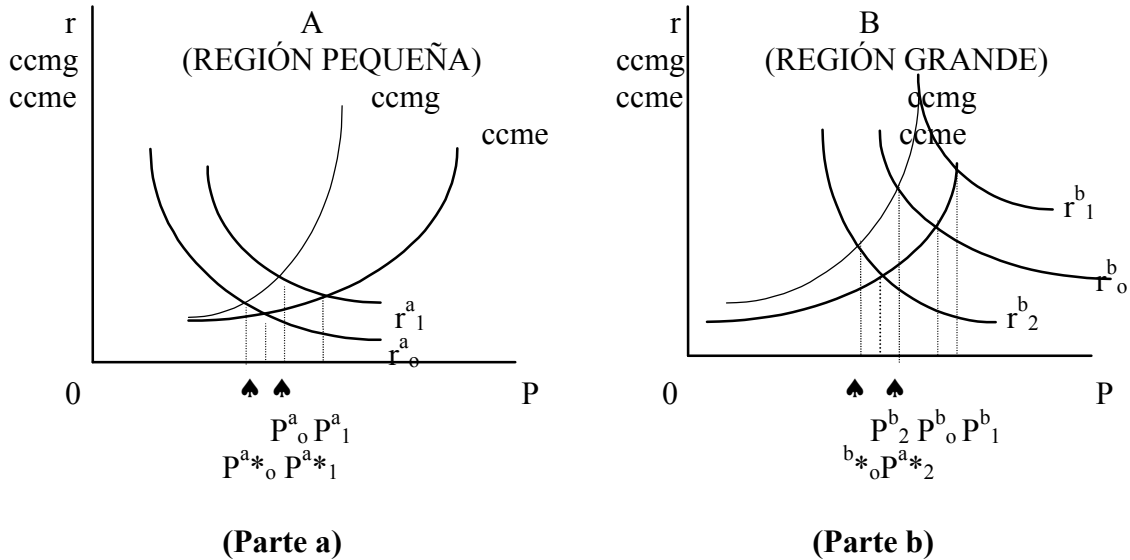 r A r B
ccmg (REGIÓN PEQUEÑA) ccmg (REGIÓN GRANDE)
ccme ccmg ccme ccmg
ccme ccme
r^b_1
r^b_o
r^a_1 r^b_2
r^a_o
0 ♠ ♠ P 0 ♠ ♠ P
P^a_o P^a_1 P^b_2 P^b_o P^b_1
P^a*_o P^a*_1 ^b*_oP^a*_2
(Parte a) (Parte b)